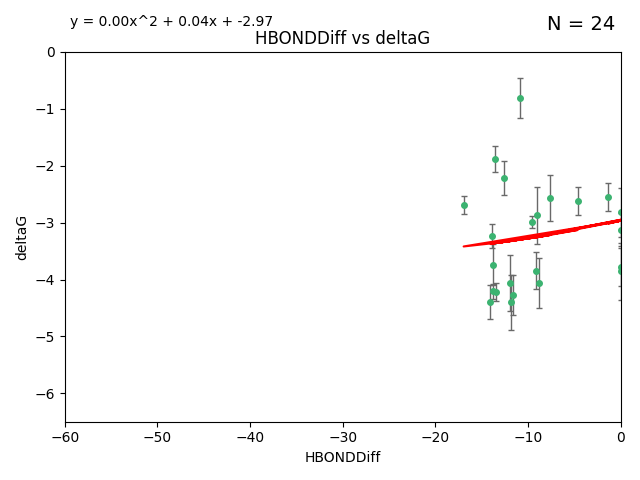 y = 0.00x^2 + 0.04x + -2.97
N = 24
HBONDDiff vs deltaG
0
−1
−2
−3
−4
−5
−6
deltaG
−60 −50 −40 −30 −20 −10 0
HBONDDiff